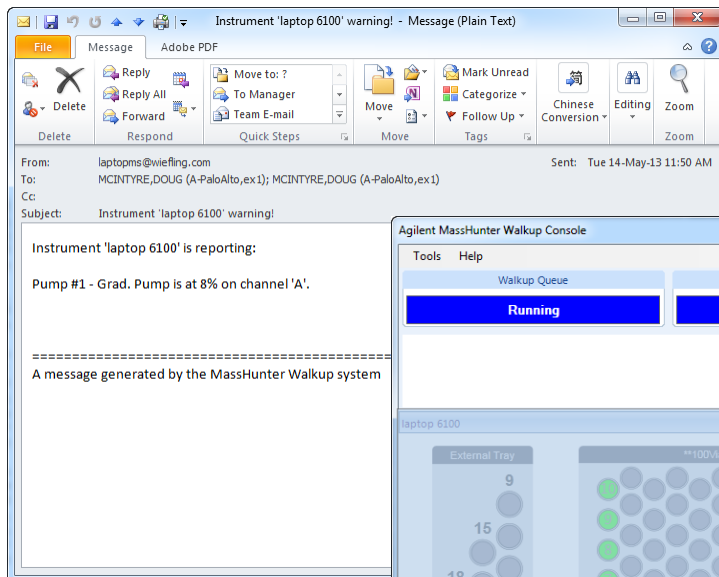 Instrument 'laptop 6100' warning! - Message (Plain Text)
File Message Adobe PDF
Delete
Reply
Reply All
Forward
Move to: ?
To Manager
Team E-mail
Move
Mark Unread
Categorize
Follow Up
簡
Chinese
Conversion
Editing
Zoom
Delete Respond Quick Steps Move Tags Zoom
From: laptopms@wiefling.com Sent: Tue 14-May-13 11:50 AM
To: MCINTYRE,DOUG (A-PaloAlto,ex1); MCINTYRE,DOUG (A-PaloAlto,ex1)
Cc:
Subject: Instrument 'laptop 6100' warning!
Instrument 'laptop 6100' is reporting:
Pump #1 - Grad. Pump is at 8% on channel 'A'.
=============================================
A message generated by the MassHunter Walkup system
Agilent MassHunter Walkup Console
Tools Help
Walkup Queue
Running
laptop 6100
External Tray
9
15
18